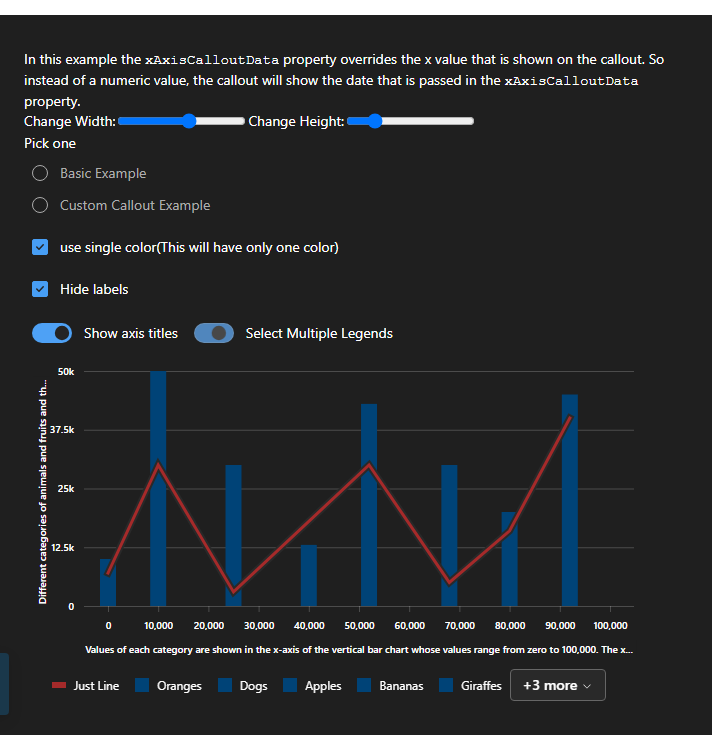 In this example the xAxisCalloutData property overrides the x value that is shown on the callout. So
instead of a numeric value, the callout will show the date that is passed in the xAxisCalloutData
property.
Change Width: Change Height:
Pick one
Basic Example
Custom Callout Example
use single color(This will have only one color)
Hide labels
Show axis titles Select Multiple Legends
Different categories of animals and fruits and th...
50k
37.5k
25k
12.5k
0
0 10,000 20,000 30,000 40,000 50,000 60,000 70,000 80,000 90,000 100,000
Values of each category are shown in the x-axis of the vertical bar chart whose values range from zero to 100,000. The x...
Just Line Oranges Dogs Apples Bananas Giraffes +3 more